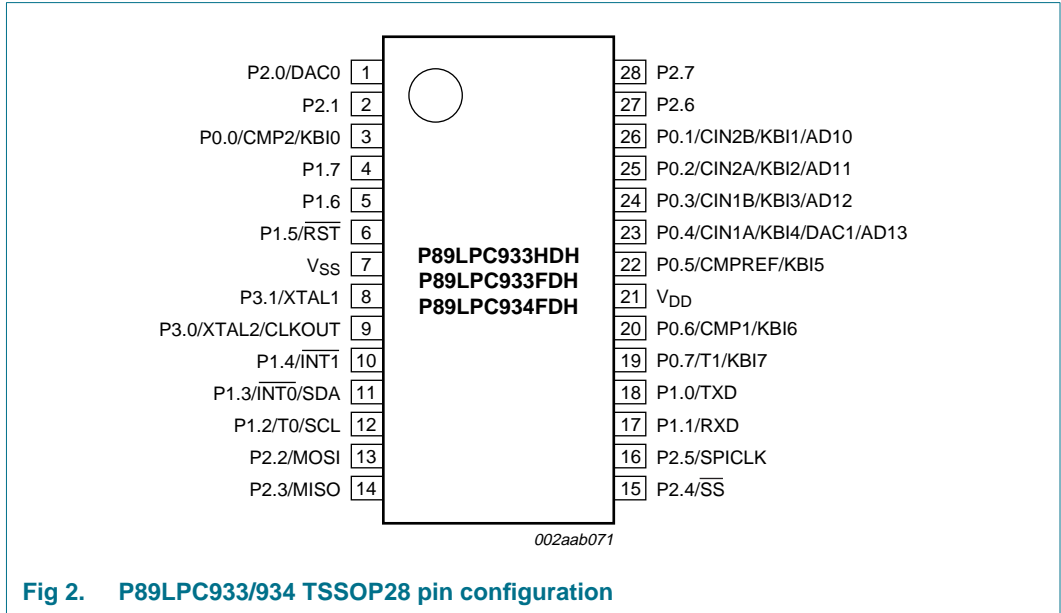 P2.0/DAC0 1
P2.1 2
P0.0/CMP2/KBI0 3
P1.7 4
P1.6 5
P1.5/RST 6
VSS 7
P3.1/XTAL1 8
P3.0/XTAL2/CLKOUT 9
P1.4/INT1 10
P1.3/INT0/SDA 11
P1.2/T0/SCL 12
P2.2/MOSI 13
P2.3/MISO 14
P89LPC933HDH
P89LPC933FDH
P89LPC934FDH
28 P2.7
27 P2.6
26 P0.1/CIN2B/KBI1/AD10
25 P0.2/CIN2A/KBI2/AD11
24 P0.3/CIN1B/KBI3/AD12
23 P0.4/CIN1A/KBI4/DAC1/AD13
22 P0.5/CMPREF/KBI5
21 VDD
20 P0.6/CMP1/KBI6
19 P0.7/T1/KBI7
18 P1.0/TXD
17 P1.1/RXD
16 P2.5/SPICLK
15 P2.4/SS
002aab071
Fig 2. P89LPC933/934 TSSOP28 pin configuration